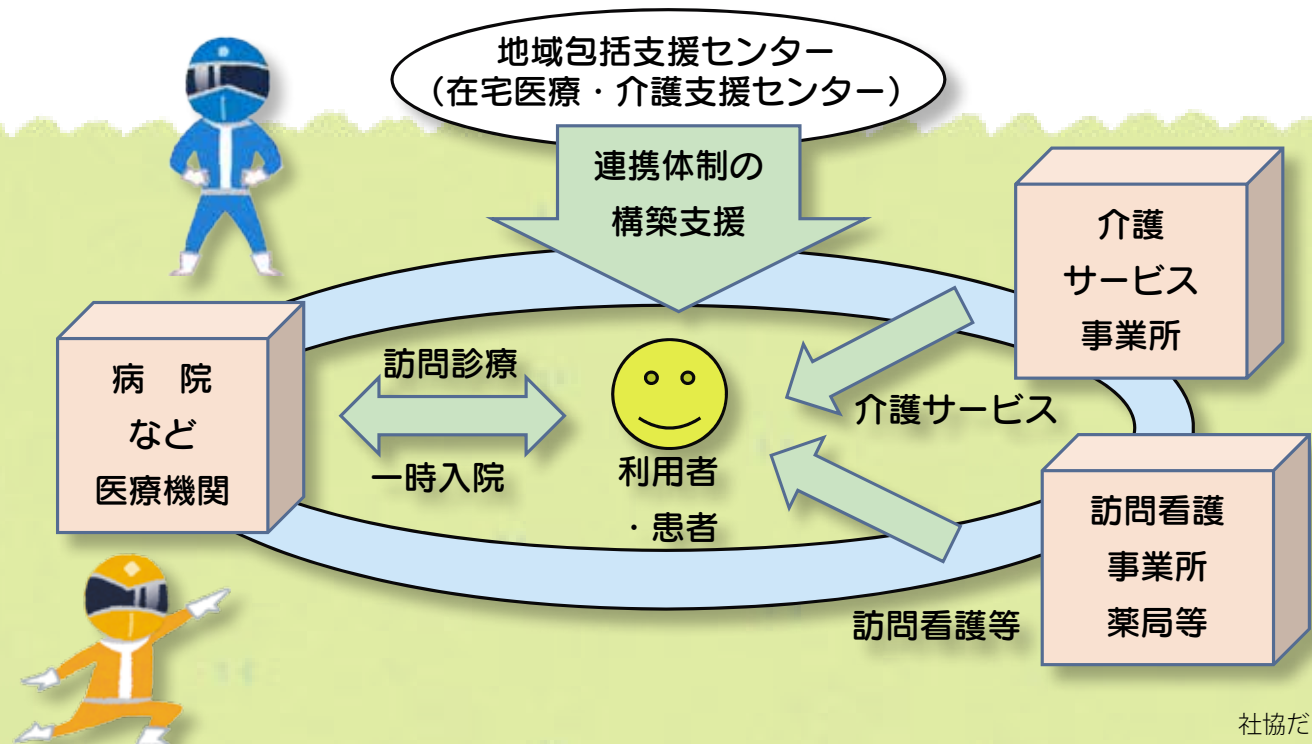 地域包括支援センター
（在宅医療・介護支援センター）
連携体制の
構築支援
介護
サービス
事業所
病　院
など
医療機関
訪問診療
一時入院
利用者
・患者
介護サービス
訪問看護
事業所
薬局等
訪問看護等
社協だ